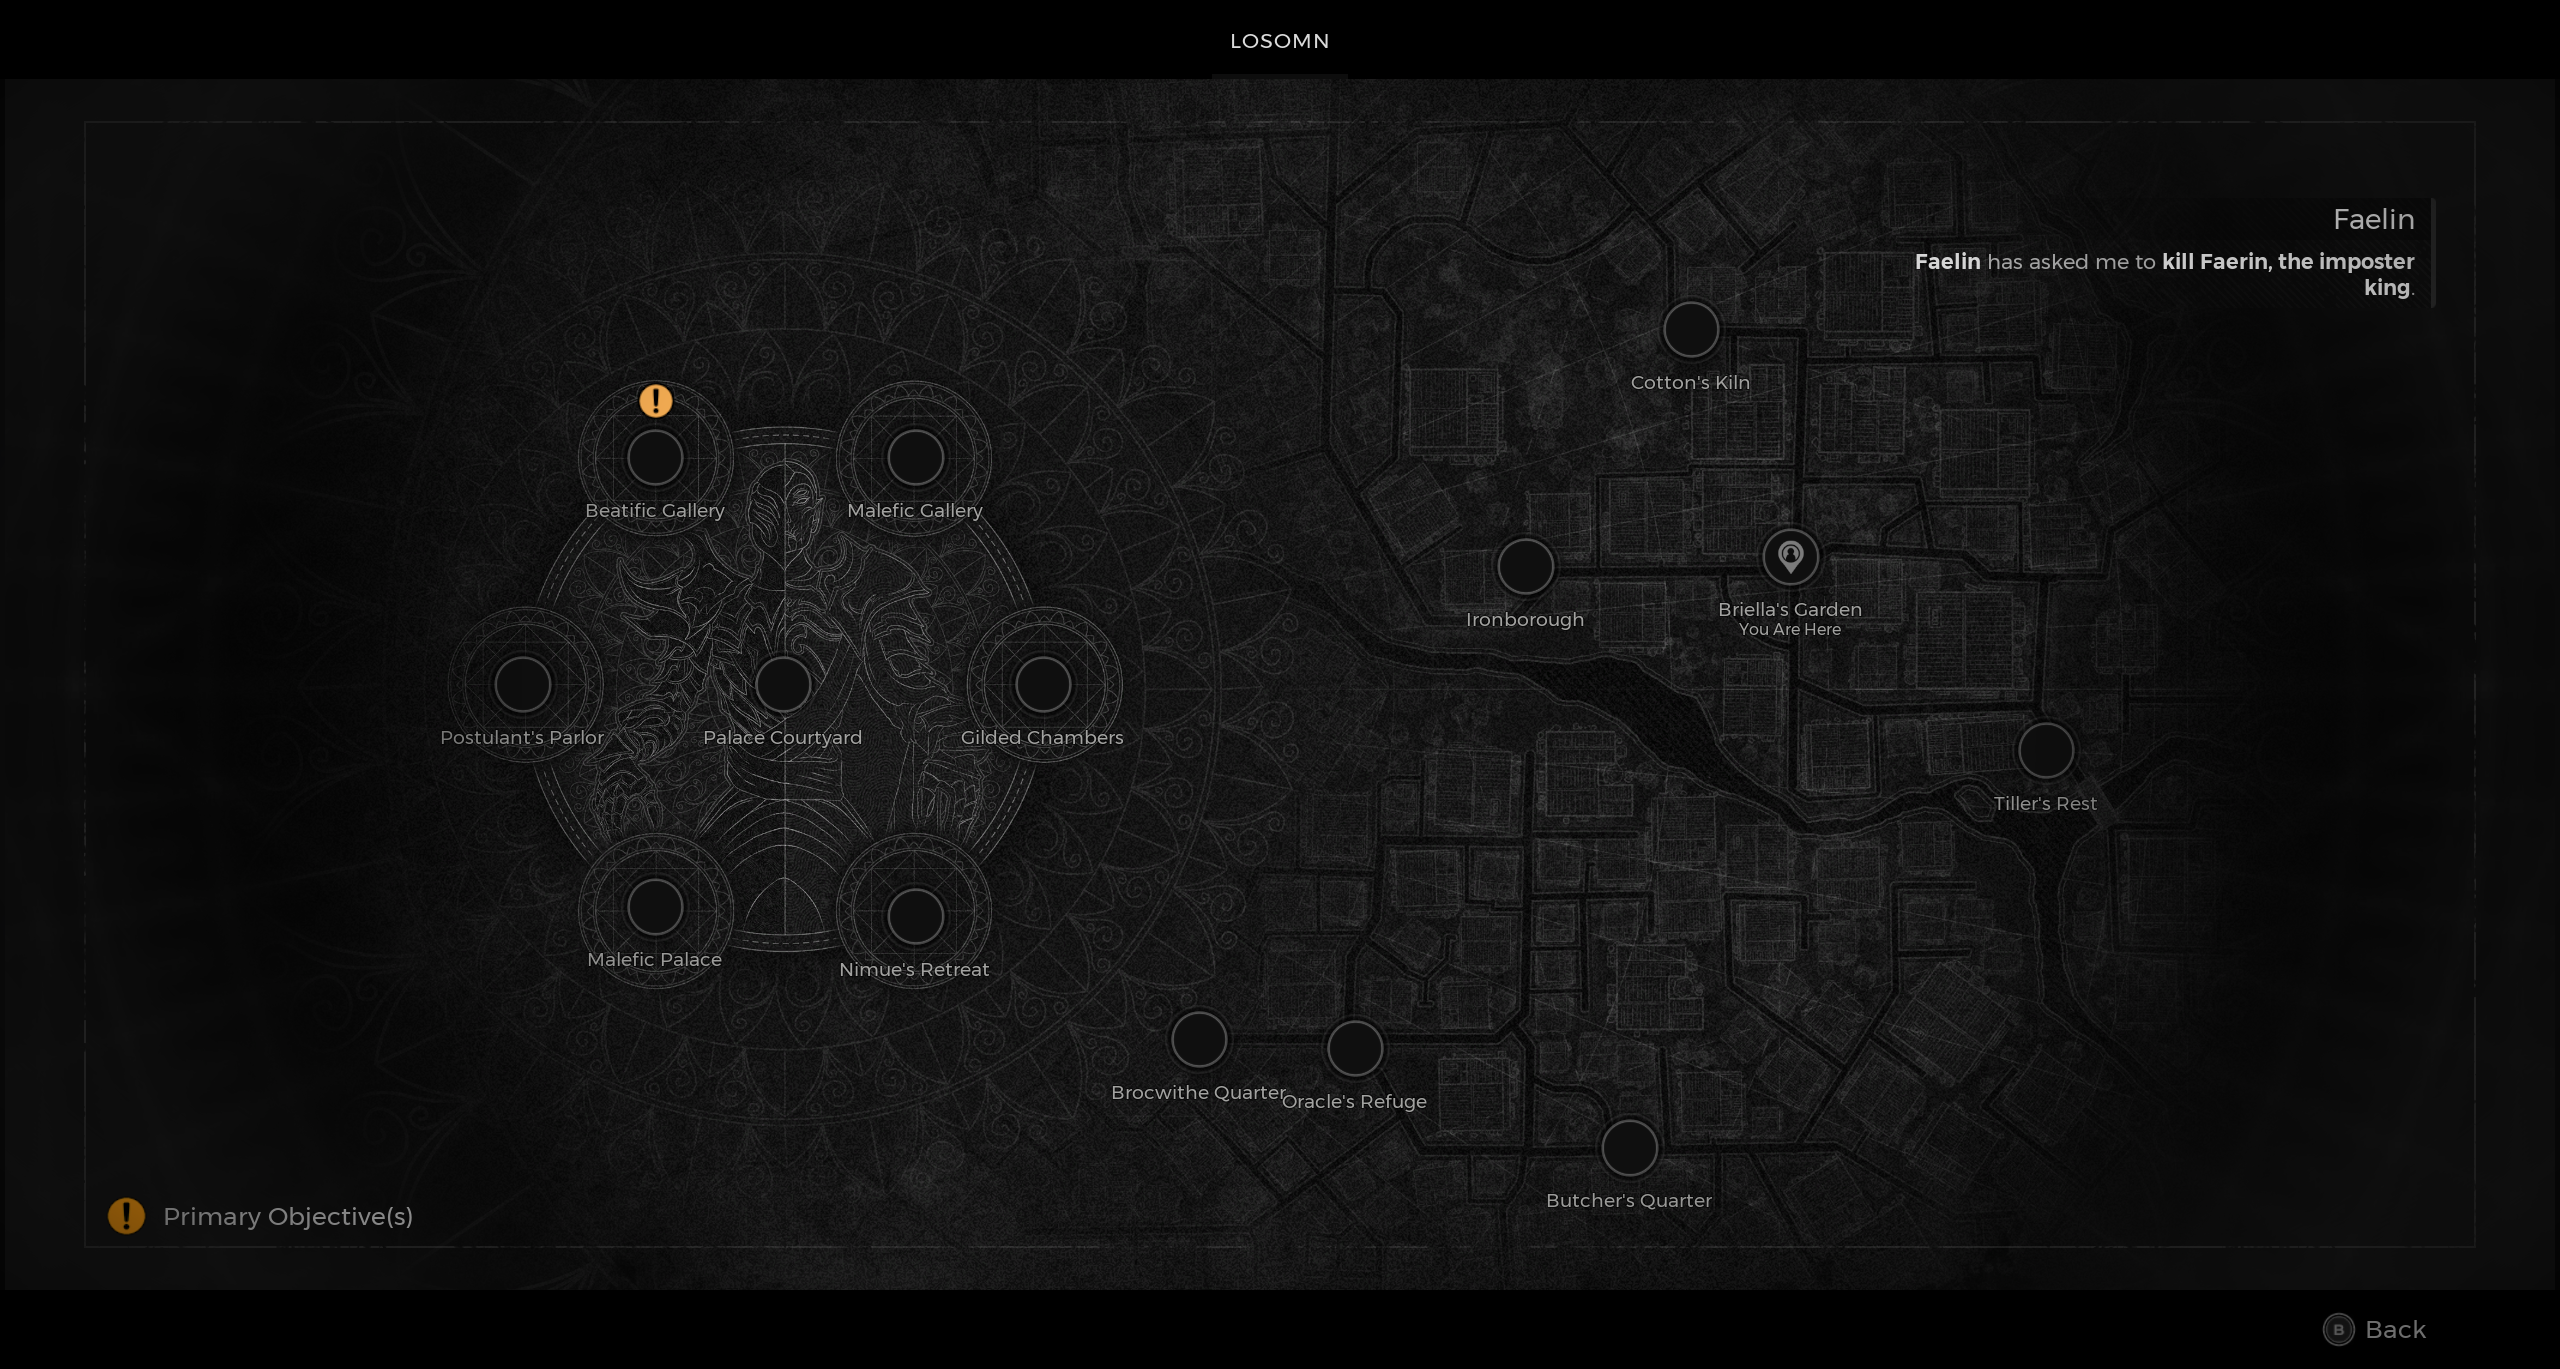 LOSOMN
Faelin
Faelin has asked me to kill Faerin, the imposter
king.
Cotton's Kiln
Beatific Gallery
Malefic Gallery
Ironborough
Briella's Garden
You Are Here
Postulant's Parlor
Palace Courtyard
Gilded Chambers
Tiller's Rest
Malefic Palace
Nimue's Retreat
Brocwithe Quarter
Oracle's Refuge
Butcher's Quarter
! Primary Objective(s)
B Back